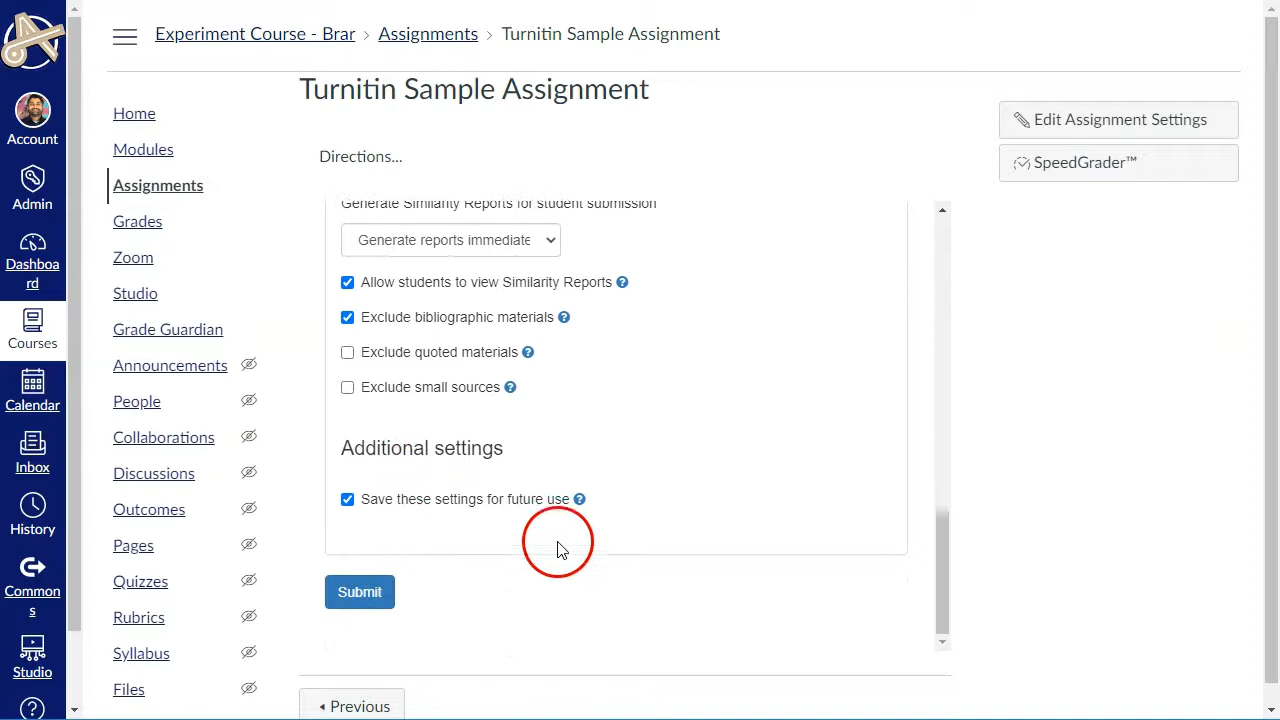 Experiment Course - Brar › Assignments › Turnitin Sample Assignment
Account
Admin
Dashboa
rd
Courses
Calendar
Inbox
History
Common
s
Studio
Home
Modules
Assignments
Grades
Zoom
Studio
Grade Guardian
Announcements
People
Collaborations
Discussions
Outcomes
Pages
Quizzes
Rubrics
Syllabus
Files
Turnitin Sample Assignment
Directions...
Generate Similarity Reports for student submission
Generate reports immediate
Allow students to view Similarity Reports
Exclude bibliographic materials
Exclude quoted materials
Exclude small sources
Additional settings
Save these settings for future use
Submit
Previous
Edit Assignment Settings
SpeedGrader™